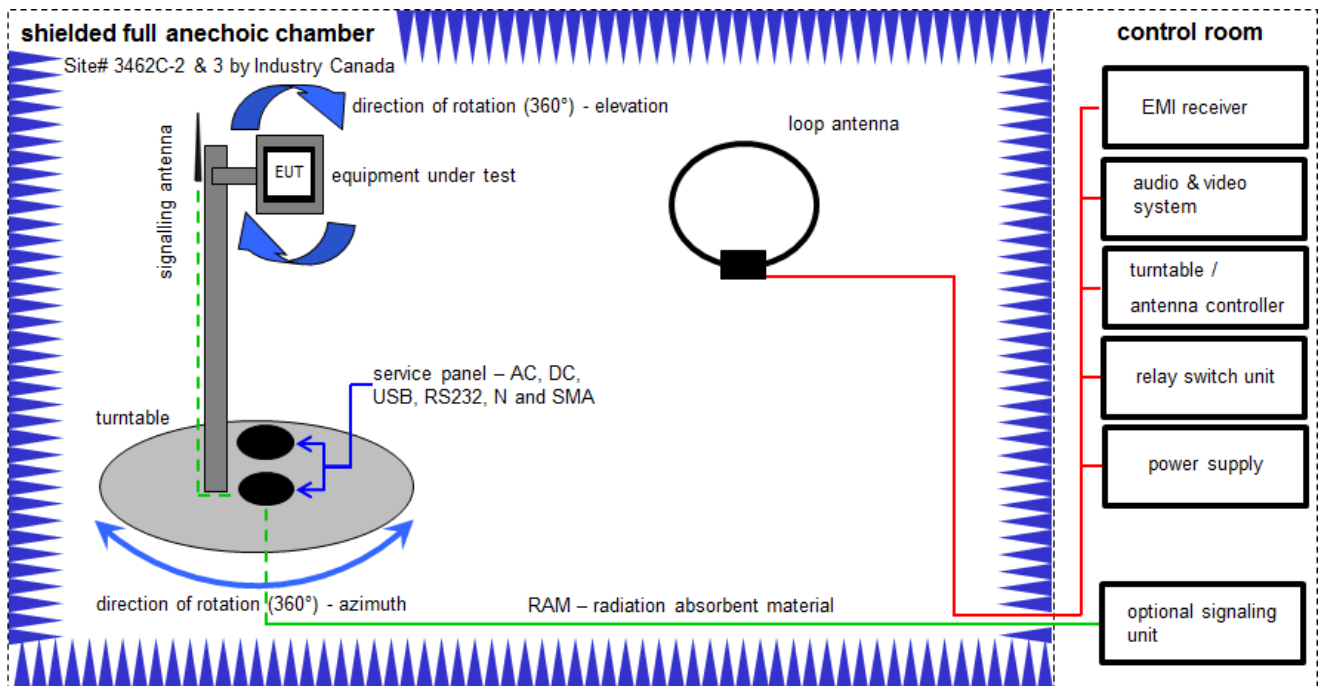 shielded full anechoic chamber
Site# 3462C-2 & 3 by Industry Canada
direction of rotation (360°) - elevation
signalling antenna
EUT
equipment under test
loop antenna
service panel – AC, DC,
USB, RS232, N and SMA
turntable
direction of rotation (360°) - azimuth
RAM – radiation absorbent material
control room
EMI receiver
audio & video
system
turntable /
antenna controller
relay switch unit
power supply
optional signaling
unit